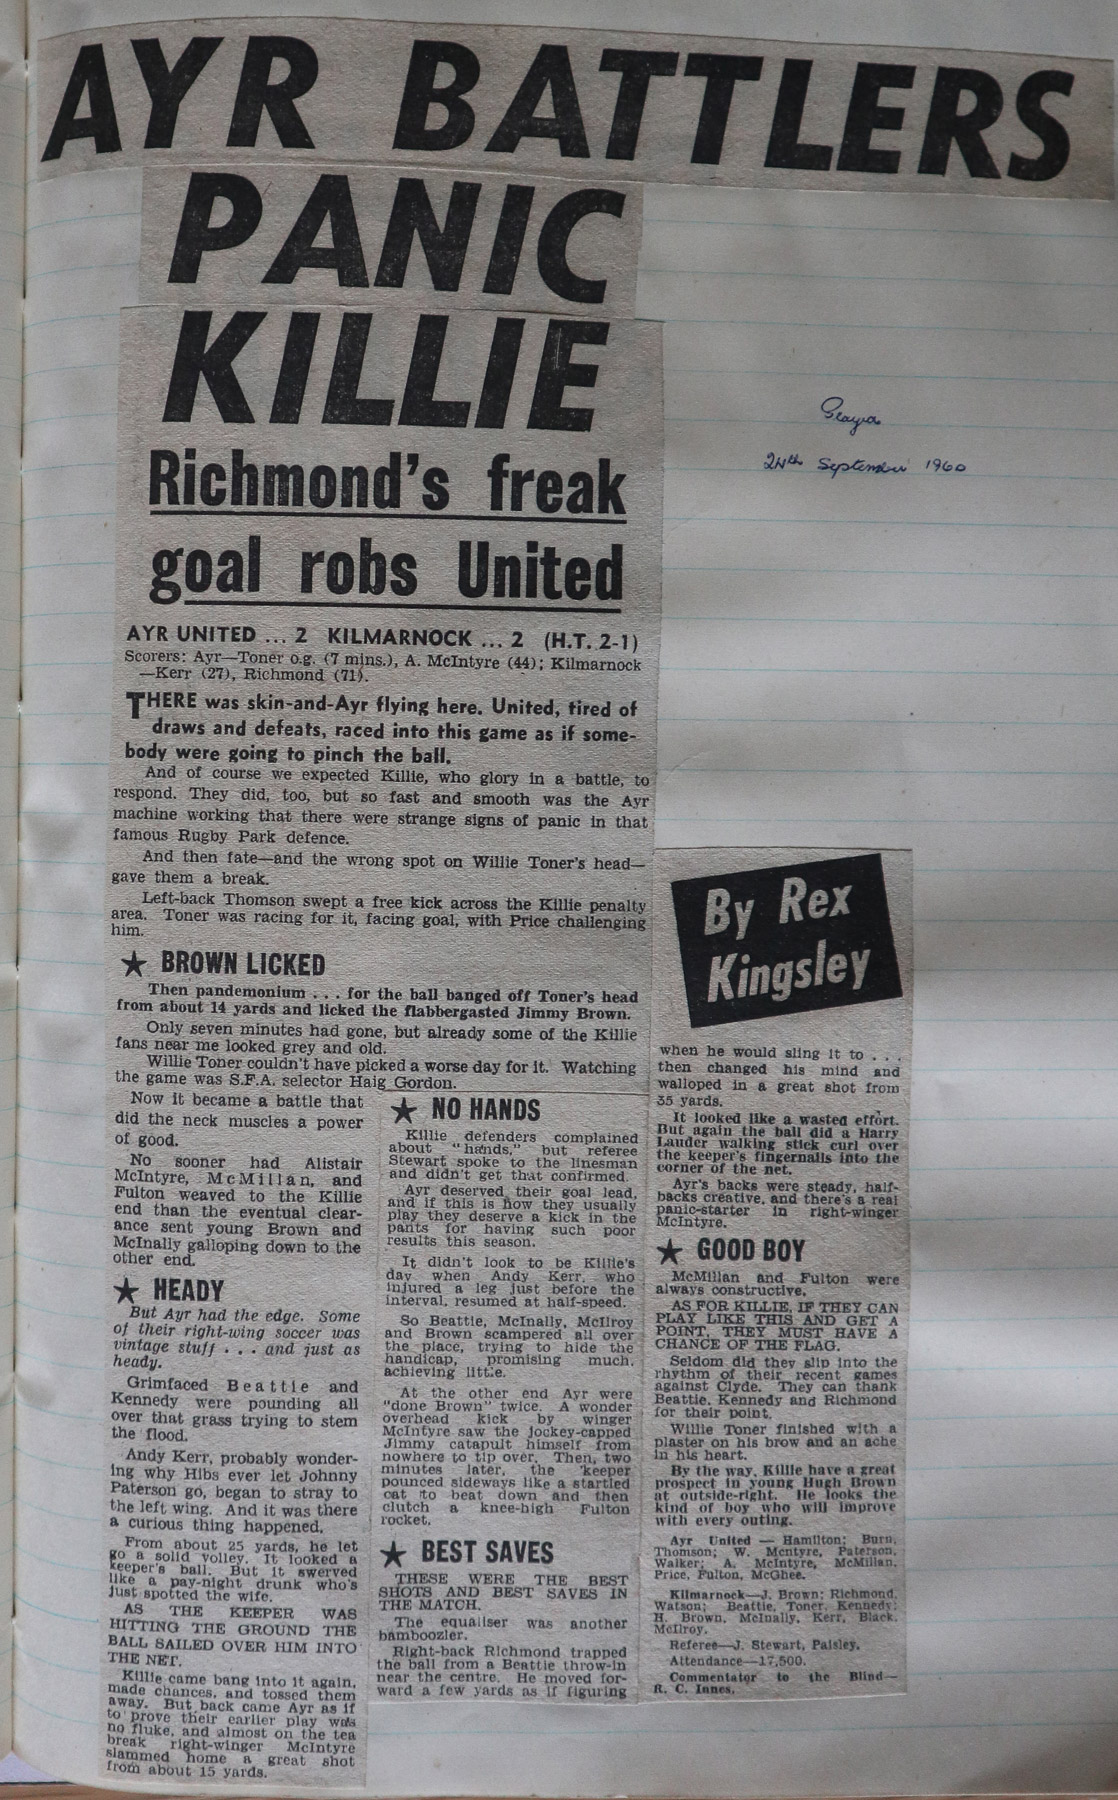 AYR BATTLERS
PANIC
KILLIE
Richmond's freak
goal robs United
24th September 1960
AYR UNITED ... 2 KILMARNOCK ... 2 (H.T. 2-1)
Scorers: Ayr—Toner o.g. (7 mins.), A. McIntyre (44); Kilmarnock
—Kerr (27), Richmond (71).
THERE was skin-and-Ayr flying here. United, tired of
draws and defeats, raced into this game as if some-
body were going to pinch the ball.
And of course we expected Killie, who glory in a battle, to
respond. They did, too, but so fast and smooth was the Ayr
machine working that there were strange signs of panic in that
famous Rugby Park defence.
And then fate—and the wrong spot on Willie Toner's head—
gave them a break.
Left-back Thomson swept a free kick across the Killie penalty
area. Toner was racing for it, facing goal, with Price challenging
him.
★ BROWN LICKED
Then pandemonium . . . for the ball banged off Toner's head
from about 14 yards and licked the flabbergasted Jimmy Brown.
Only seven minutes had gone, but already some of the Killie
fans near me looked grey and old.
Willie Toner couldn't have picked a worse day for it. Watching
the game was S.F.A. selector Haig Gordon.
Now it became a battle that
did the neck muscles a power
of good.
No sooner had Alistair
McIntyre, McMillan, and
Fulton weaved to the Killie
end than the eventual clear-
ance sent young Brown and
McInally galloping down to the
other end.
★ HEADY
But Ayr had the edge. Some
of their right-wing soccer was
vintage stuff . . . and just as
heady.
Grimfaced Beattie and
Kennedy were pounding all
over that grass trying to stem
the flood.
Andy Kerr, probably wonder-
ing why Hibs ever let Johnny
Paterson go, began to stray to
the left wing. And it was there
a curious thing happened.
From about 25 yards, he let
go a solid volley. It looked a
keeper's ball. But it swerved
like a pay-night drunk who's
just spotted the wife.
AS THE KEEPER WAS
HITTING THE GROUND THE
BALL SAILED OVER HIM INTO
THE NET.
Killie came bang into it again,
made chances, and tossed them
away. But back came Ayr as if
to prove their earlier play was
no fluke, and almost on the tea
break right-winger McIntyre
slammed home a great shot
from about 15 yards.
★ NO HANDS
Killie defenders complained
about "hands," but referee
Stewart spoke to the linesman
and didn't get that confirmed.
Ayr deserved their goal lead,
and if this is how they usually
play they deserve a kick in the
pants for having such poor
results this season.
It didn't look to be Killie's
day when Andy Kerr, who
injured a leg just before the
interval, resumed at half-speed.
So Beattie, McInally, McIlroy
and Brown scampered all over
the place, trying to hide the
handicap, promising much,
achieving little.
At the other end Ayr were
"done Brown" twice. A wonder
overhead kick by winger
McIntyre saw the jockey-capped
Jimmy catapult himself from
nowhere to tip over. Then, two
minutes later, the 'keeper
pounced sideways like a startled
cat to beat down and then
clutch a knee-high Fulton
rocket.
★ BEST SAVES
THESE WERE THE BEST
SHOTS AND BEST SAVES IN
THE MATCH.
The equaliser was another
bamboozler.
Right-back Richmond trapped
the ball from a Beattie throw-in
near the centre. He moved for-
ward a few yards as if figuring
By Rex
Kingsley
when he would sling it to . . .
then changed his mind and
walloped in a great shot from
35 yards.
It looked like a wasted effort.
But again the ball did a Harry
Lauder walking stick curl over
the keeper's fingernails into the
corner of the net.
Ayr's backs were steady, half-
backs creative, and there's a real
panic-starter in right-winger
McIntyre.
★ GOOD BOY
McMillan and Fulton were
always constructive.
AS FOR KILLIE, IF THEY CAN
PLAY LIKE THIS AND GET A
POINT, THEY MUST HAVE A
CHANCE OF THE FLAG.
Seldom did they slip into the
rhythm of their recent games
against Clyde. They can thank
Beattie, Kennedy and Richmond
for their point.
Willie Toner finished with a
plaster on his brow and an ache
in his heart.
By the way, Killie have a great
prospect in young Hugh Brown
at outside-right. He looks the
kind of boy who will improve
with every outing.
Ayr United — Hamilton; Burn,
Thomson; W. McIntyre, Paterson,
Walker; A. McIntyre, McMillan,
Price, Fulton, McGhee.
Kilmarnock—J. Brown; Richmond,
Watson; Beattie, Toner, Kennedy;
H. Brown, McInally, Kerr, Black,
McIlroy.
Referee—J. Stewart, Paisley.
Attendance—17,500.
Commentator to the Blind—
R. C. Innes.